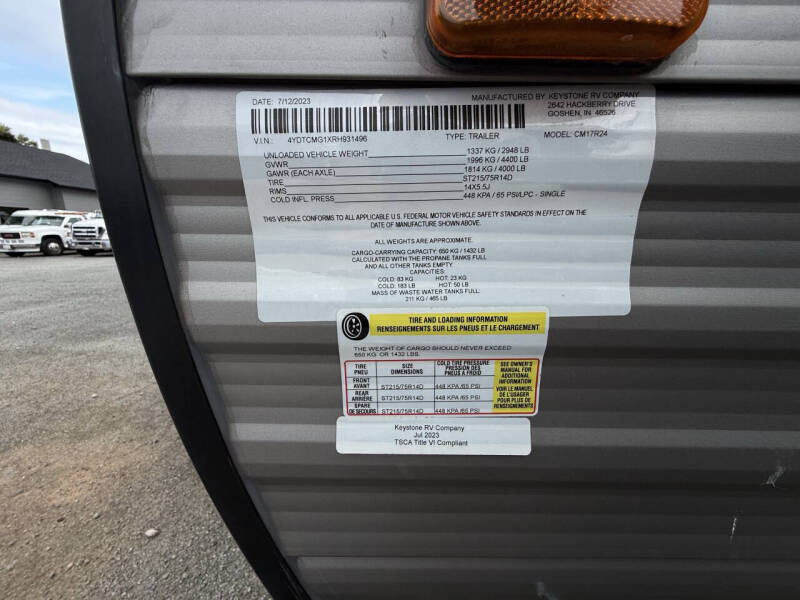 DATE: 7/12/2023
MANUFACTURED BY: KEYSTONE RV COMPANY
2642 HACKBERRY DRIVE
GOSHEN, IN 46526
V.I.N.: 4YDTCMG1XRH931496 TYPE: TRAILER MODEL: CM17R24
UNLOADED VEHICLE WEIGHT 1337 KG / 2948 LB
GVWR 1996 KG / 4400 LB
GAWR (EACH AXLE) 1814 KG / 4000 LB
TIRE ST215/75R14D
RIMS 14X5.5J
COLD INFL. PRESS 448 KPA / 65 PSI/LPC - SINGLE
THIS VEHICLE CONFORMS TO ALL APPLICABLE U.S. FEDERAL MOTOR VEHICLE SAFETY STANDARDS IN EFFECT ON THE
DATE OF MANUFACTURE SHOWN ABOVE.
ALL WEIGHTS ARE APPROXIMATE.
CARGO-CARRYING CAPACITY: 650 KG / 1432 LB
CALCULATED WITH THE PROPANE TANKS FULL
AND ALL OTHER TANKS EMPTY.
CAPACITIES:
COLD: 83 KG HOT: 23 KG
COLD: 183 LB HOT: 50 LB
MASS OF WASTE WATER TANKS FULL:
211 KG / 465 LB
TIRE AND LOADING INFORMATION
RENSEIGNEMENTS SUR LES PNEUS ET LE CHARGEMENT
THE WEIGHT OF CARGO SHOULD NEVER EXCEED
650 KG OR 1432 LBS.
TIRE
PNEU
SIZE
DIMENSIONS
COLD TIRE PRESSURE
PRESSION DES
PNEUS A FROID
FRONT
AVANT ST215/75R14D 448 KPA /65 PSI
REAR
ARRIÈRE ST215/75R14D 448 KPA /65 PSI
SPARE
DE SECOURS ST215/75R14D 448 KPA /65 PSI
SEE OWNER'S
MANUAL FOR
ADDITIONAL
INFORMATION
VOIR LE MANUEL
DE L'USAGER
POUR PLUS DE
RENSEIGNEMENTS
Keystone RV Company
Jul 2023
TSCA Title VI Compliant